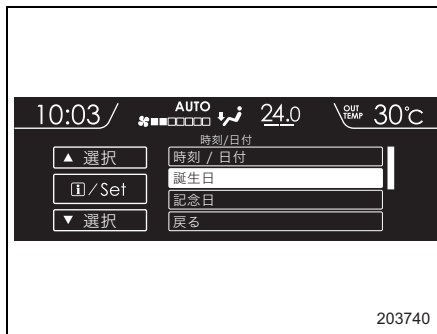 10:03 AUTO 24.0 OUT TEMP 30℃
時刻/日付
▲ 選択
時刻 / 日付
誕生日
i/Set
記念日
▼ 選択
戻る
203740